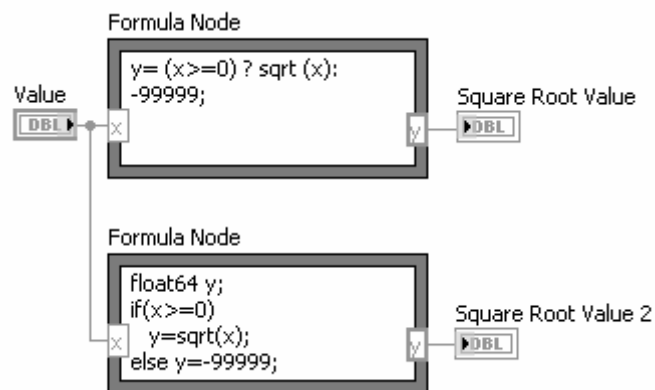 Formula Node
y= (x>=0) ? sqrt (x):
-99999;
Value
DBL
x
y
Square Root Value
DBL
Formula Node
float64 y;
if(x>=0)
y=sqrt(x);
else y=-99999;
x
y
Square Root Value 2
DBL